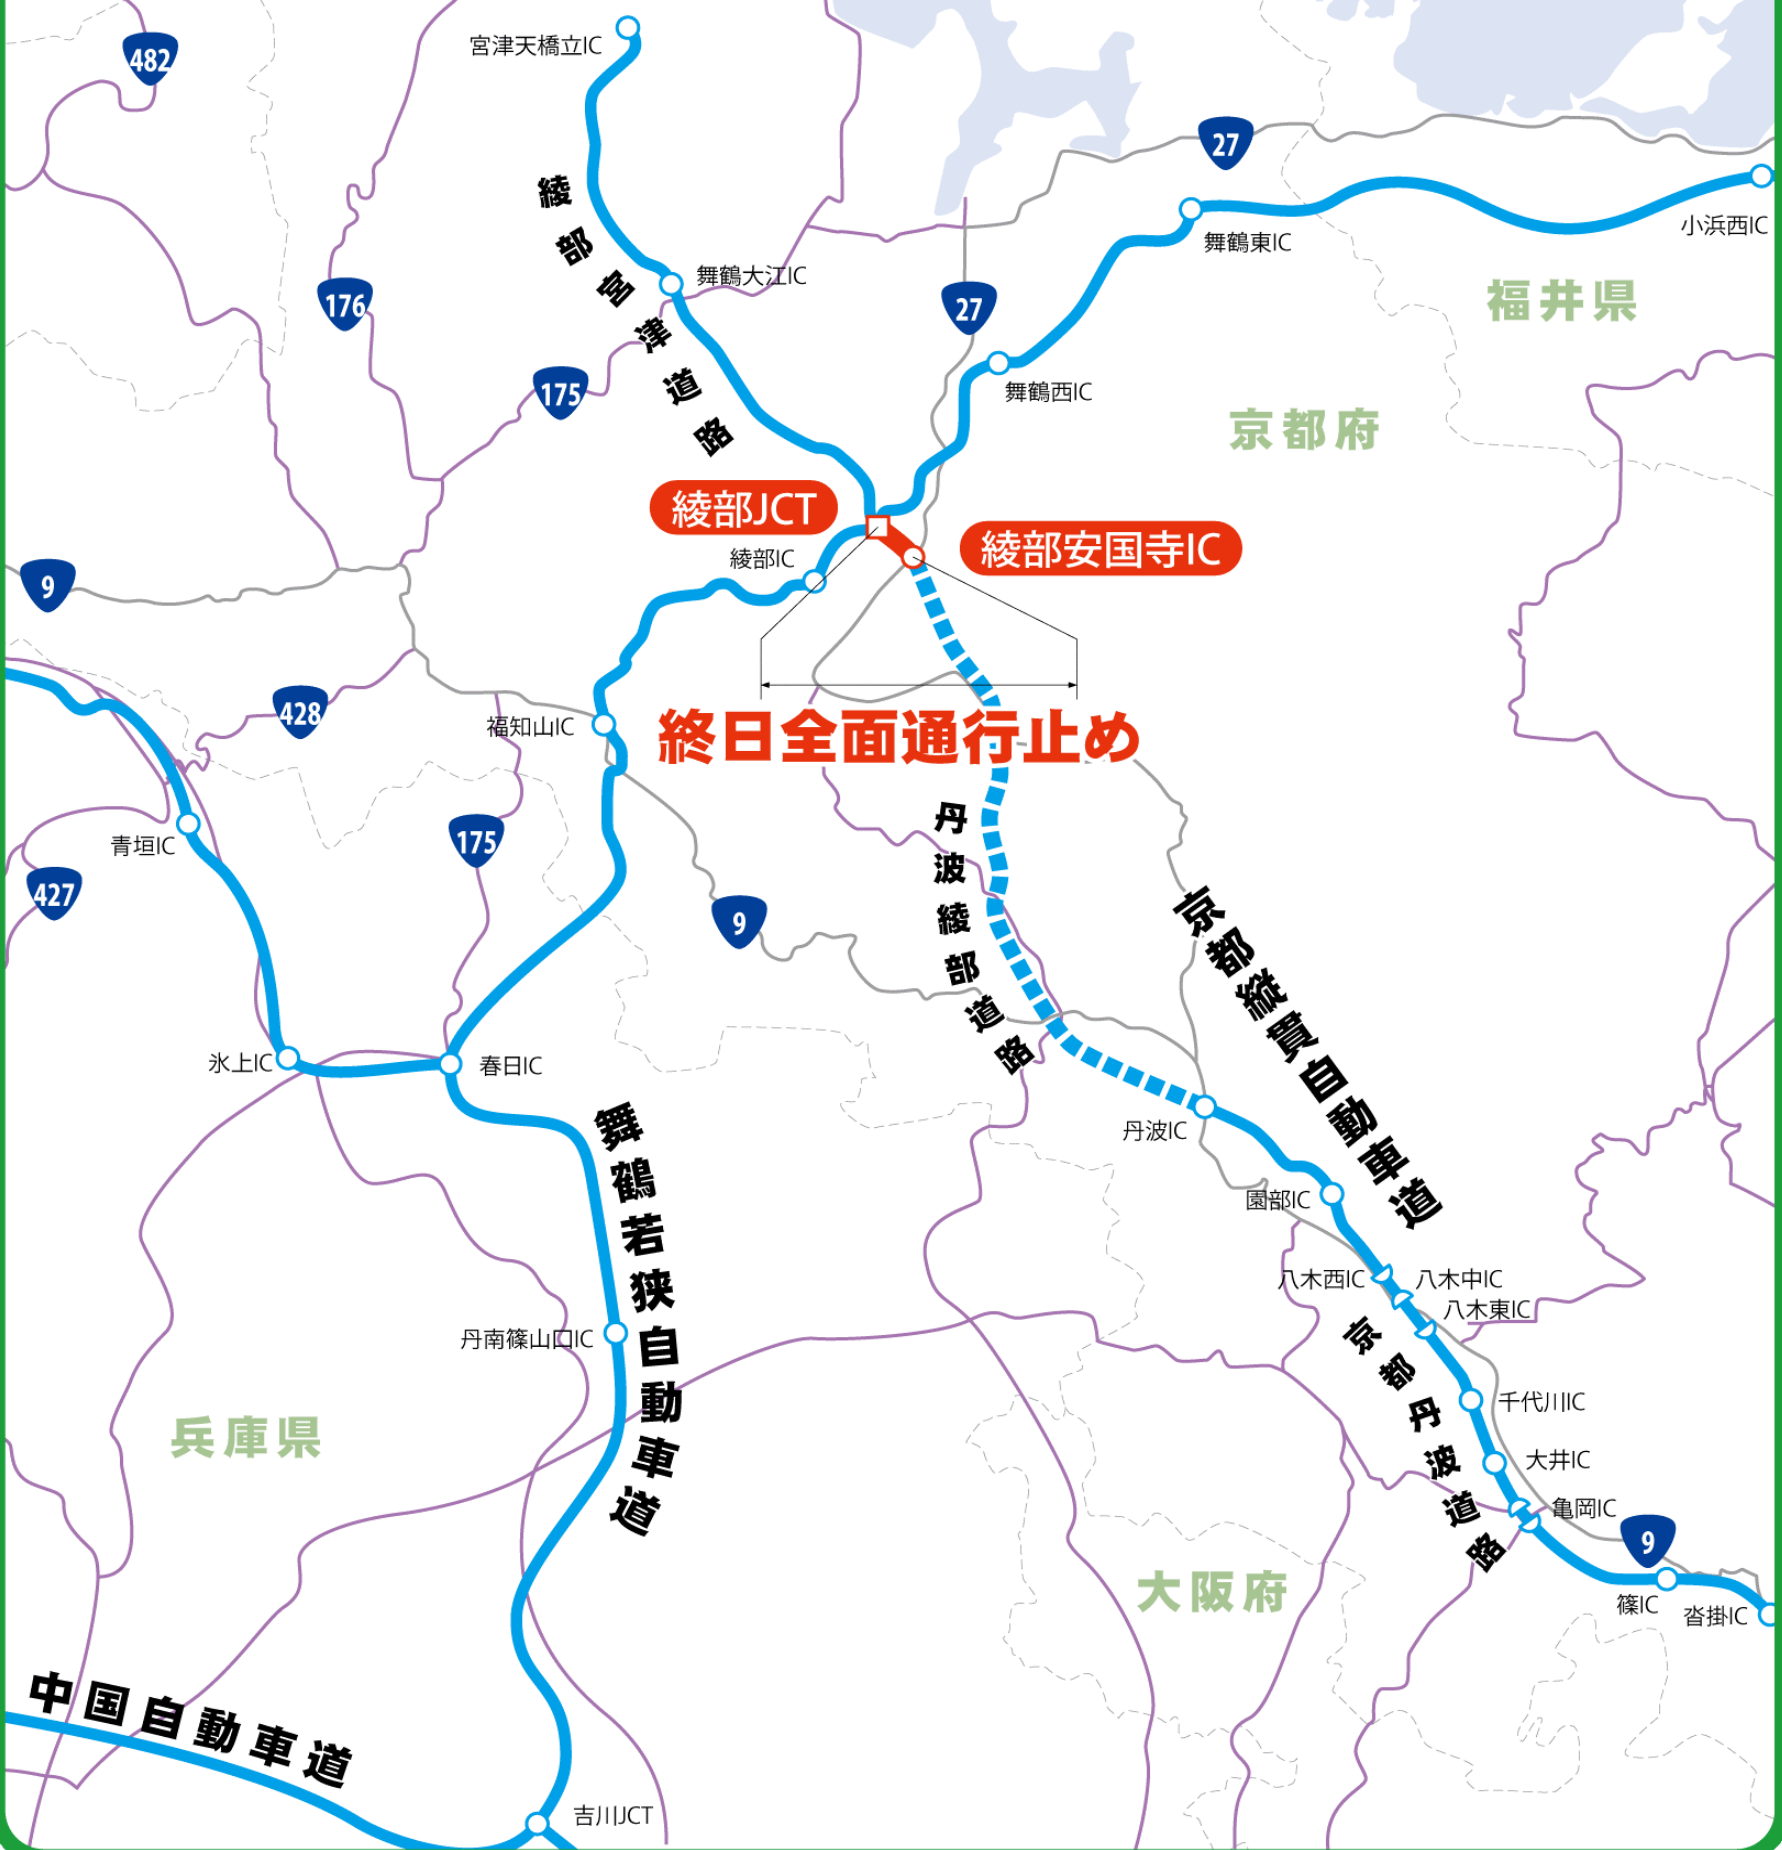 宮津天橋立IC
482
27
小浜西IC
舞鶴東IC
綾部宮津道路
舞鶴大江IC
176
27
福井県
175
舞鶴西IC
京都府
綾部JCT
綾部安国寺IC
綾部IC
9
428
福知山IC
終日全面通行止め
青垣IC
175
427
9
丹波綾部道路
京都縦貫自動車道
氷上IC
春日IC
丹波IC
舞鶴若狭自動車道
園部IC
八木西IC
八木中IC
八木東IC
丹南篠山口IC
京都丹波道路
千代川IC
兵庫県
大井IC
亀岡IC
9
大阪府
篠IC
沓掛IC
中国自動車道
吉川JCT